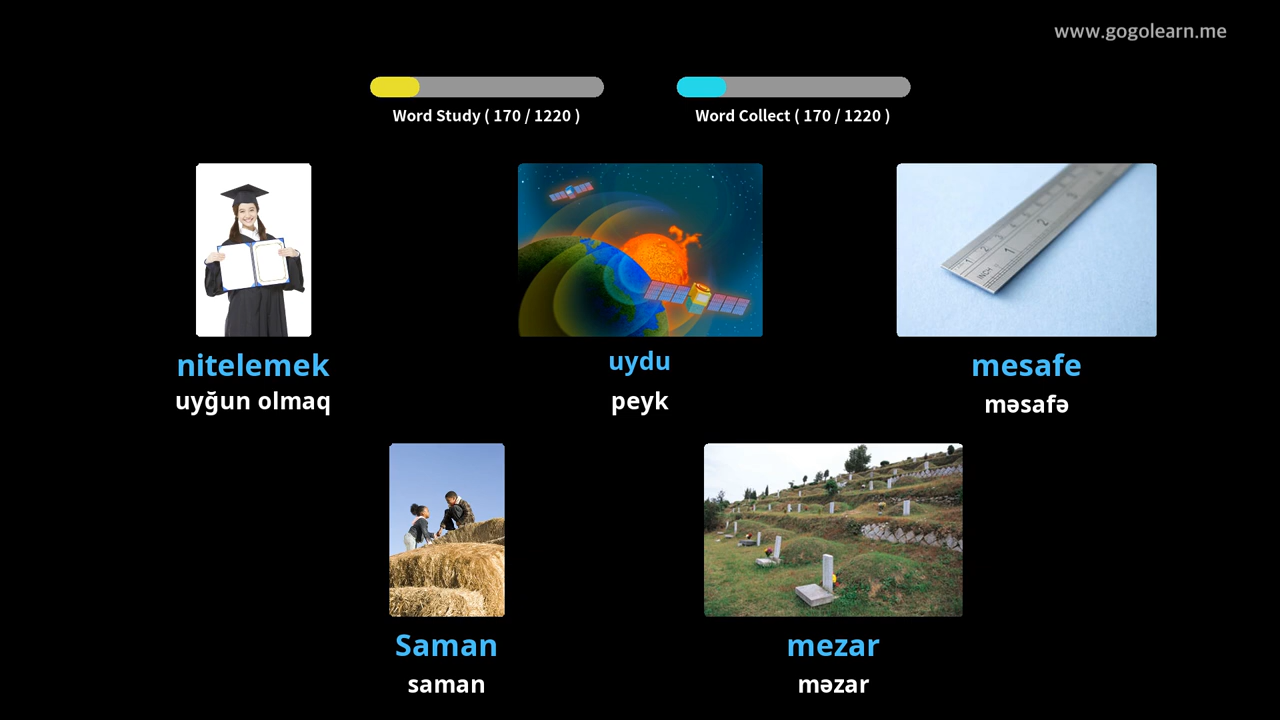 www.gogolearn.me
Word Study ( 170 / 1220 )
Word Collect ( 170 / 1220 )
nitelemek
uyğun olmaq
uydu
peyk
mesafe
məsafə
Saman
saman
mezar
məzar